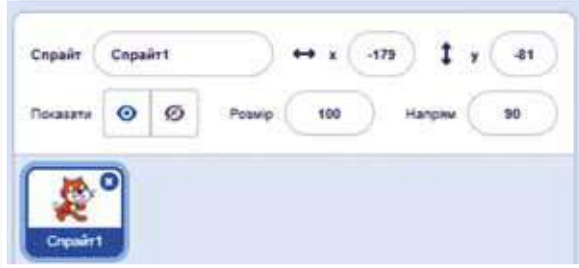 Спрайт Спрайт1 x -179 y -81
Показати Розмір 100 Напрям 90
Спрайт1